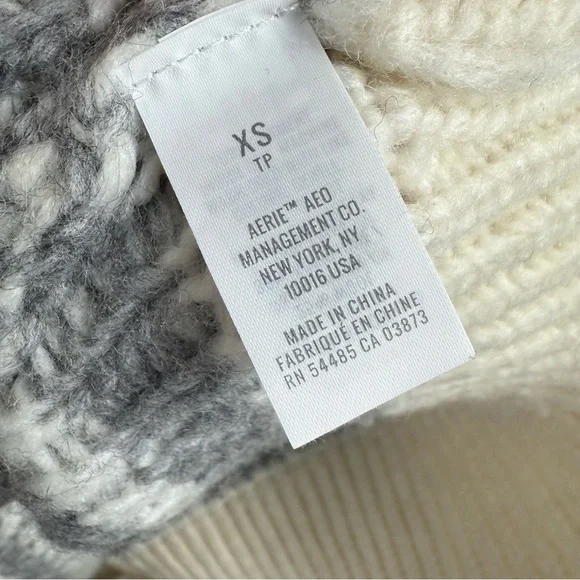 XS
TP
AERIE™ AEO
MANAGEMENT CO.
NEW YORK, NY
10016 USA
MADE IN CHINA
FABRIQUÉ EN CHINE
RN 54485 CA 03873